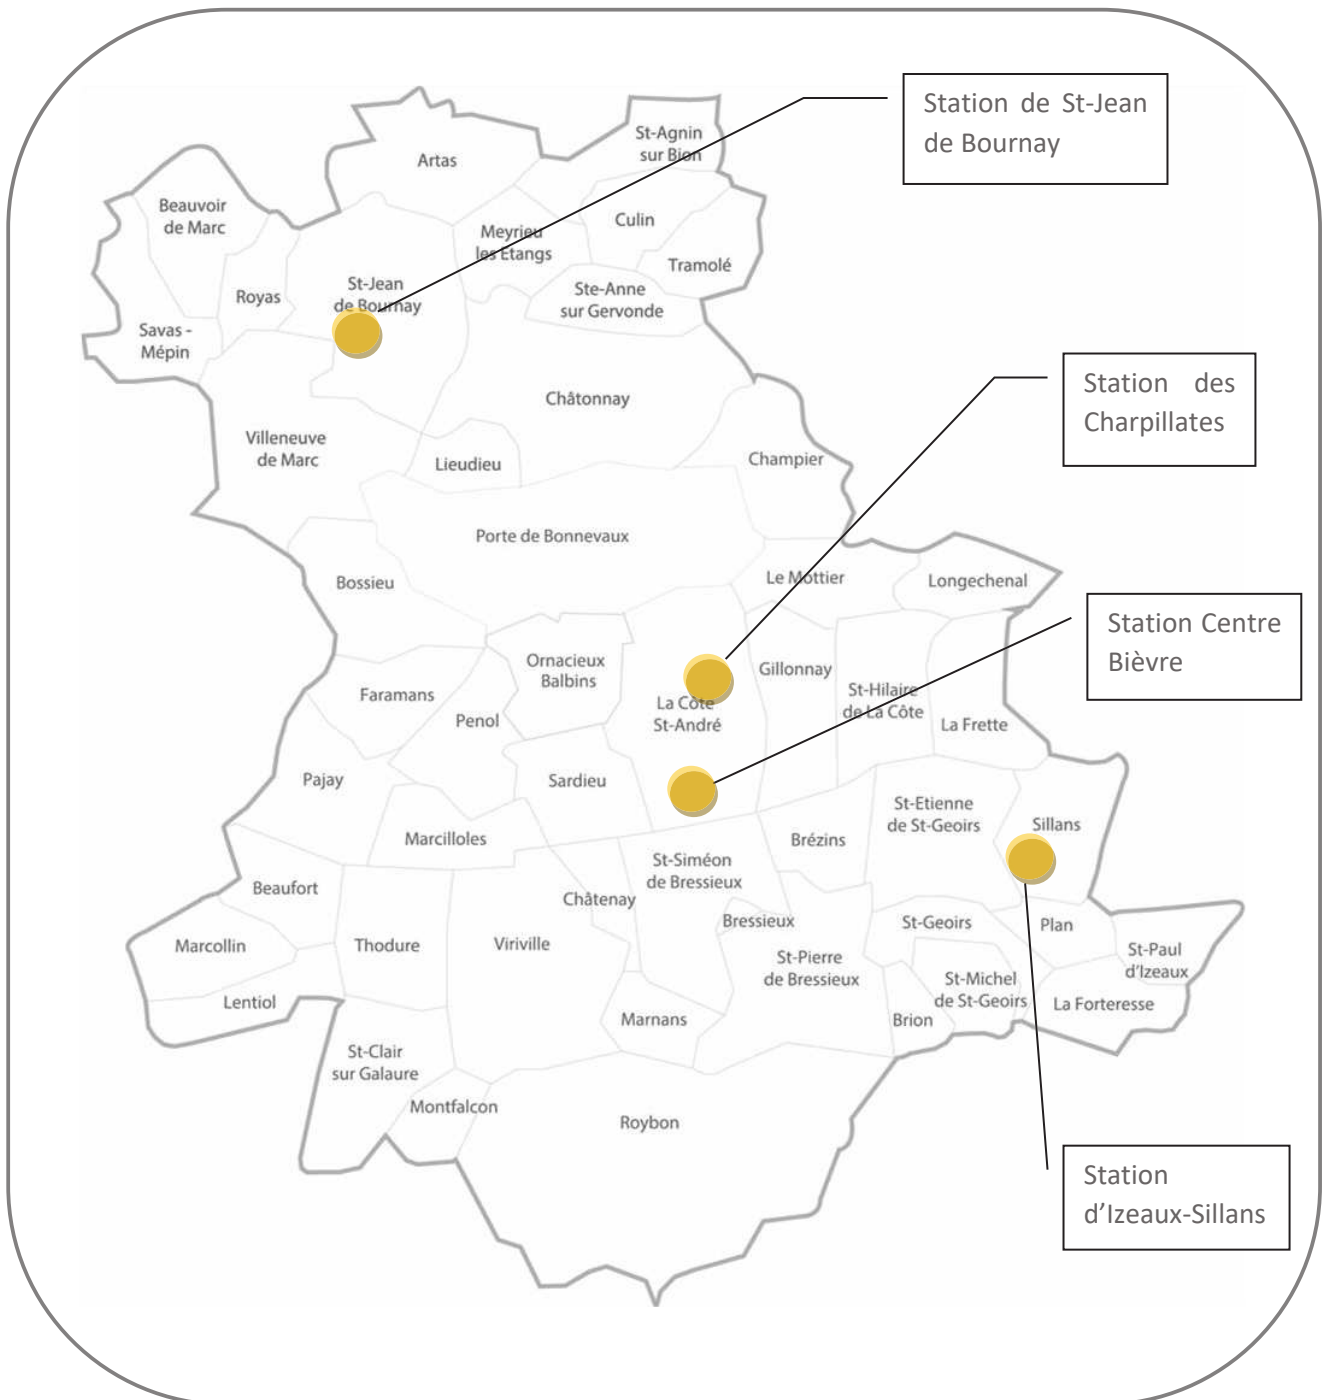 Station de St-Jean
de Bournay
St-Agnin
sur Bion
Artas
Beauvoir
de Marc
Culin
Meyrieu
les Etangs
Tramolé
St-Jean
de Bournay
Royas
Ste-Anne
sur Gervonde
Savas -
Mépin
Station des
Charpillates
Châtonnay
Villeneuve
de Marc
Lieudieu
Champier
Porte de Bonnevaux
Bossieu
Le Mottier
Longechenal
Station Centre
Bièvre
Ornacieux
Balbins
Gillonnay
Faramans
St-Hilaire
de La Côte
La Côte
St-André
Penol
La Frette
Pajay
Sardieu
St-Etienne
de St-Geoirs
Sillans
Marcilloles
Brézins
St-Siméon
de Bressieux
Beaufort
Châtenay
Bressieux
St-Geoirs
Plan
Marcollin
Thodure
Viriville
St-Pierre
de Bressieux
St-Paul
d'Izeaux
St-Michel
de St-Geoirs
Lentiol
La Forteresse
Marnans
Brion
St-Clair
sur Galaure
Montfalcon
Roybon
Station
d’Izeaux-Sillans